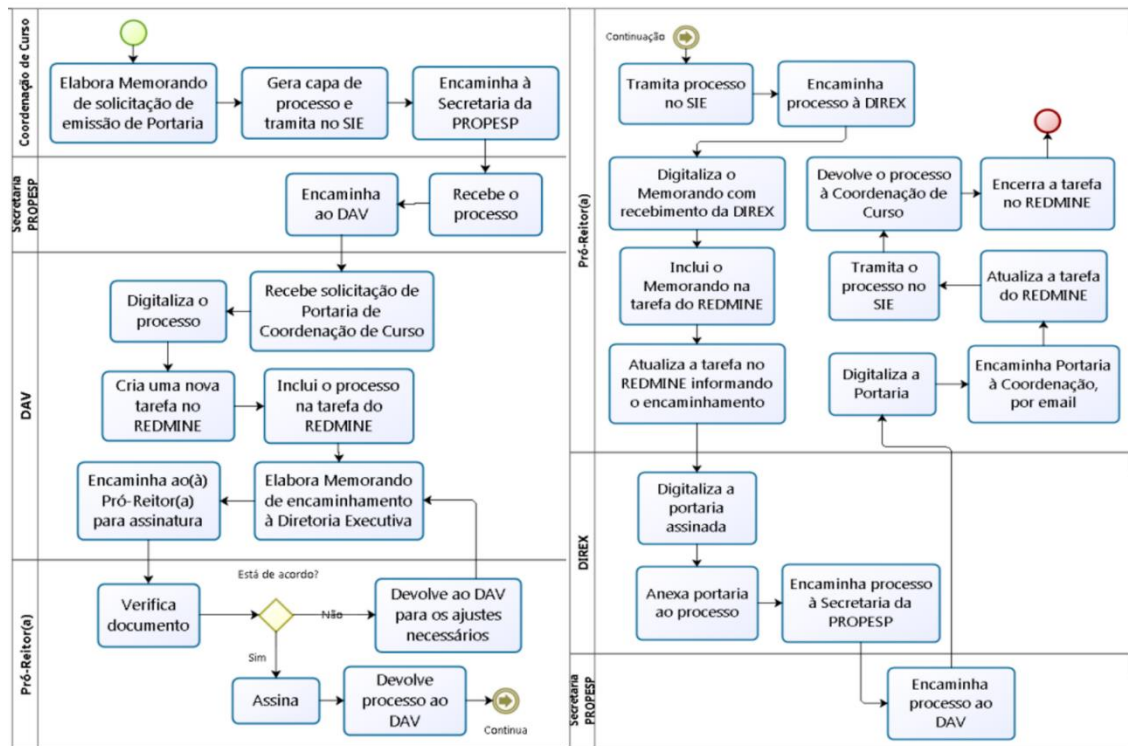 Coordenação de Curso
Elabora Memorando
de solicitação de
emissão de Portaria
Gera capa de
processo e
tramita no SIE
Encaminha à
Secretaria da
PROPESP
Secretaria
PROPESP
Encaminha
ao DAV
Recebe o
processo
DAV
Digitaliza o
processo
Recebe solicitação de
Portaria de
Coordenação de Curso
Cria uma nova
tarefa no
REDMINE
Inclui o processo
na tarefa do
REDMINE
Encaminha ao(à)
Pró-Reitor(a)
para assinatura
Elabora Memorando
de encaminhamento
à Diretoria Executiva
Pró-Reitor(a)
Verifica
documento
Está de acordo?
Não
Devolve ao DAV
para os ajustes
necessários
Sim
Assina
Devolve
processo ao
DAV
Continua
Pró-Reitor(a)
Continuação
Tramita processo
no SIE
Encaminha
processo à DIREX
Digitaliza o
Memorando com
recebimento da DIREX
Devolve o processo
à Coordenação de
Curso
Encerra a tarefa
no REDMINE
Inclui o
Memorando na
tarefa do REDMINE
Tramita o
processo no
SIE
Atualiza a tarefa
do REDMINE
Atualiza a tarefa no
REDMINE informando
o encaminhamento
Digitaliza a
Portaria
Encaminha Portaria
à Coordenação,
por email
DIREX
Digitaliza a
portaria
assinada
Anexa portaria
ao processo
Encaminha processo
à Secretaria da
PROPESP
Secretaria
PROPESP
Encaminha
processo ao
DAV